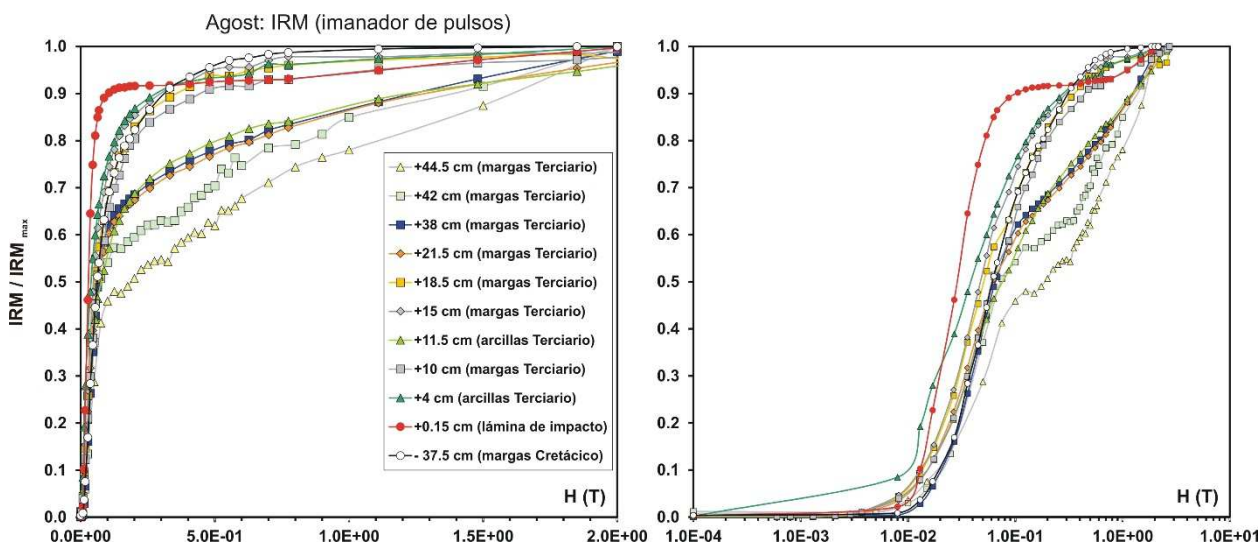 Agost: IRM (imanador de pulsos)
IRM / IRM max
1.0
0.9
0.8
0.7
0.6
0.5
0.4
0.3
0.2
0.1
0.0
+44.5 cm (margas Terciario)
+42 cm (margas Terciario)
+38 cm (margas Terciario)
+21.5 cm (margas Terciario)
+18.5 cm (margas Terciario)
+15 cm (margas Terciario)
+11.5 cm (arcillas Terciario)
+10 cm (margas Terciario)
+4 cm (arcillas Terciario)
+0.15 cm (lámina de impacto)
- 37.5 cm (margas Cretácico)
H (T)
0.0E+00 5.0E-01 1.0E+00 1.5E+00 2.0E+00
1.0
0.9
0.8
0.7
0.6
0.5
0.4
0.3
0.2
0.1
0.0
H (T)
1.0E-04 1.0E-03 1.0E-02 1.0E-01 1.0E+00 1.0E+01